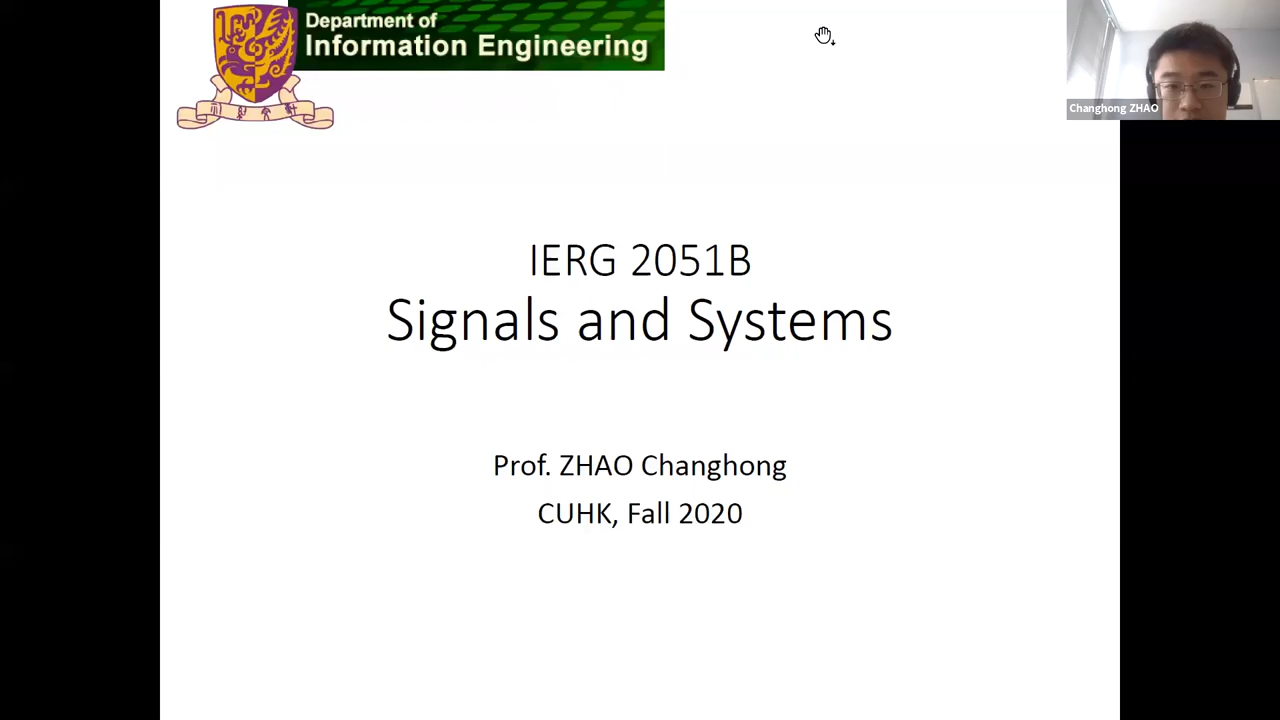 Department of
Information Engineering
Changhong ZHAO
IERG 2051B
Signals and Systems
Prof. ZHAO Changhong
CUHK, Fall 2020